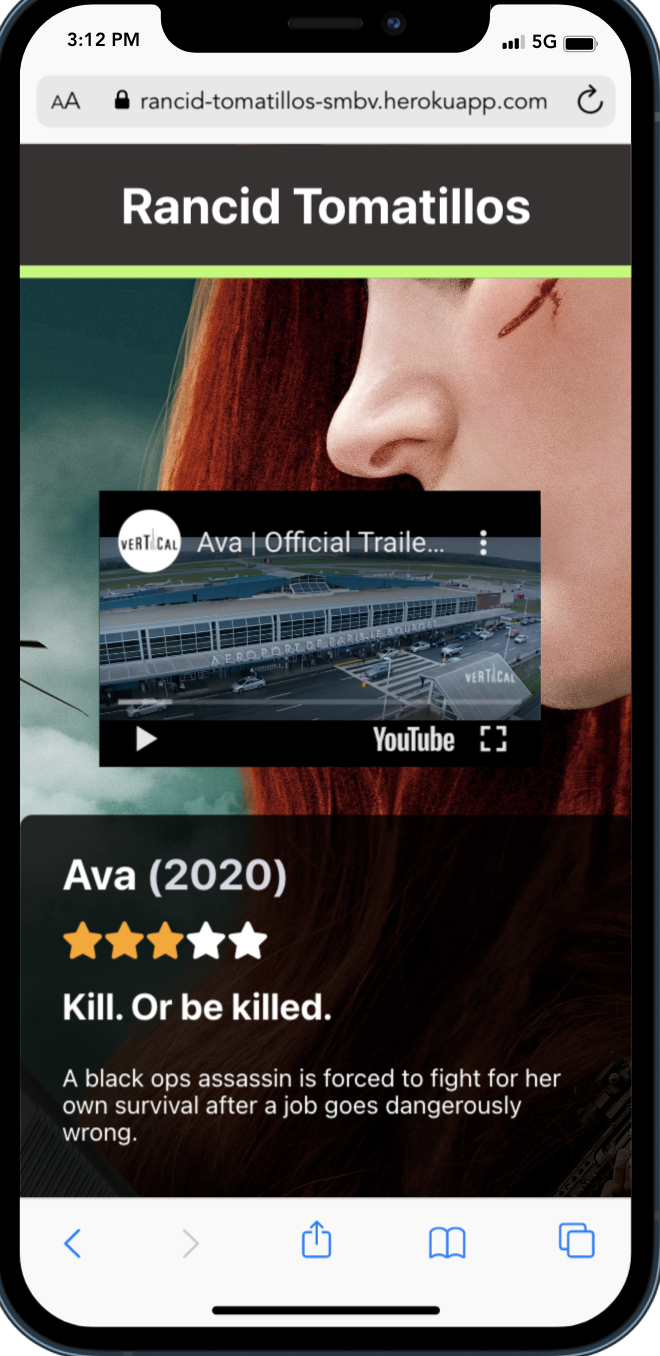 3:12 PM
5G
AA
rancid-tomatillos-smbv.herokuapp.com
Rancid Tomatillos
VERTICAL
Ava | Official Traile...
AEROPORT DE PARIS-LE BOURGET
VERTICAL
YouTube
Ava (2020)
Kill. Or be killed.
A black ops assassin is forced to fight for her
own survival after a job goes dangerously
wrong.